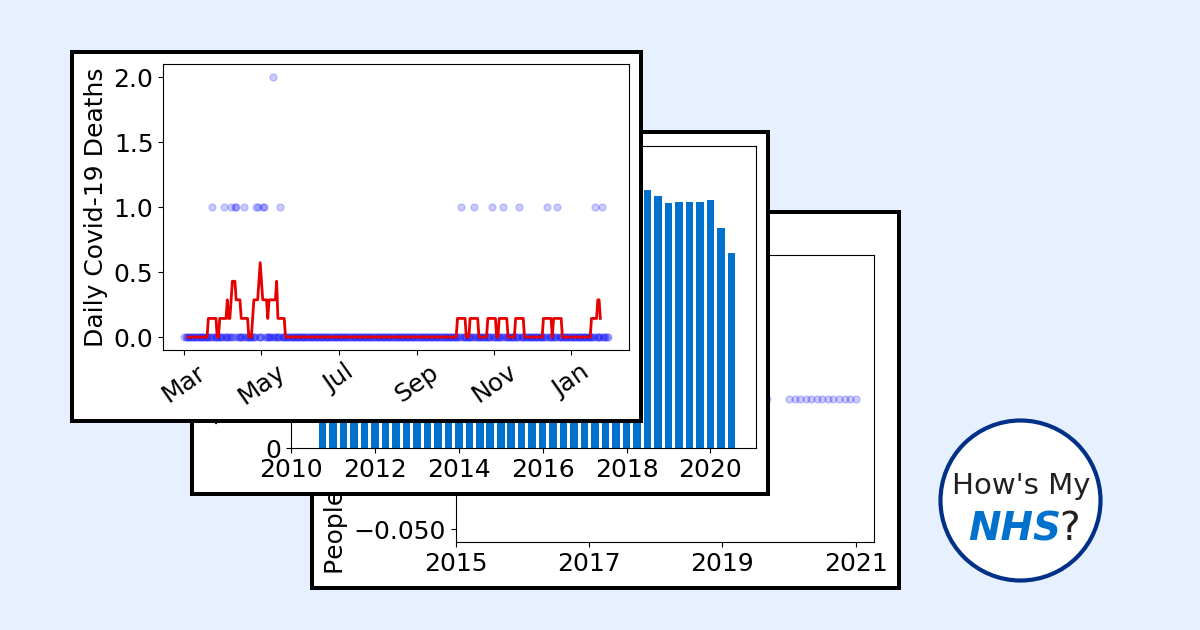 Daily Covid-19 Deaths
2.0
1.5
1.0
0.5
0.0
Mar May Jul Sep Nov Jan
0
2010 2012 2014 2016 2018 2020
People
−0.050
2015 2017 2019 2021
How's My
NHS?